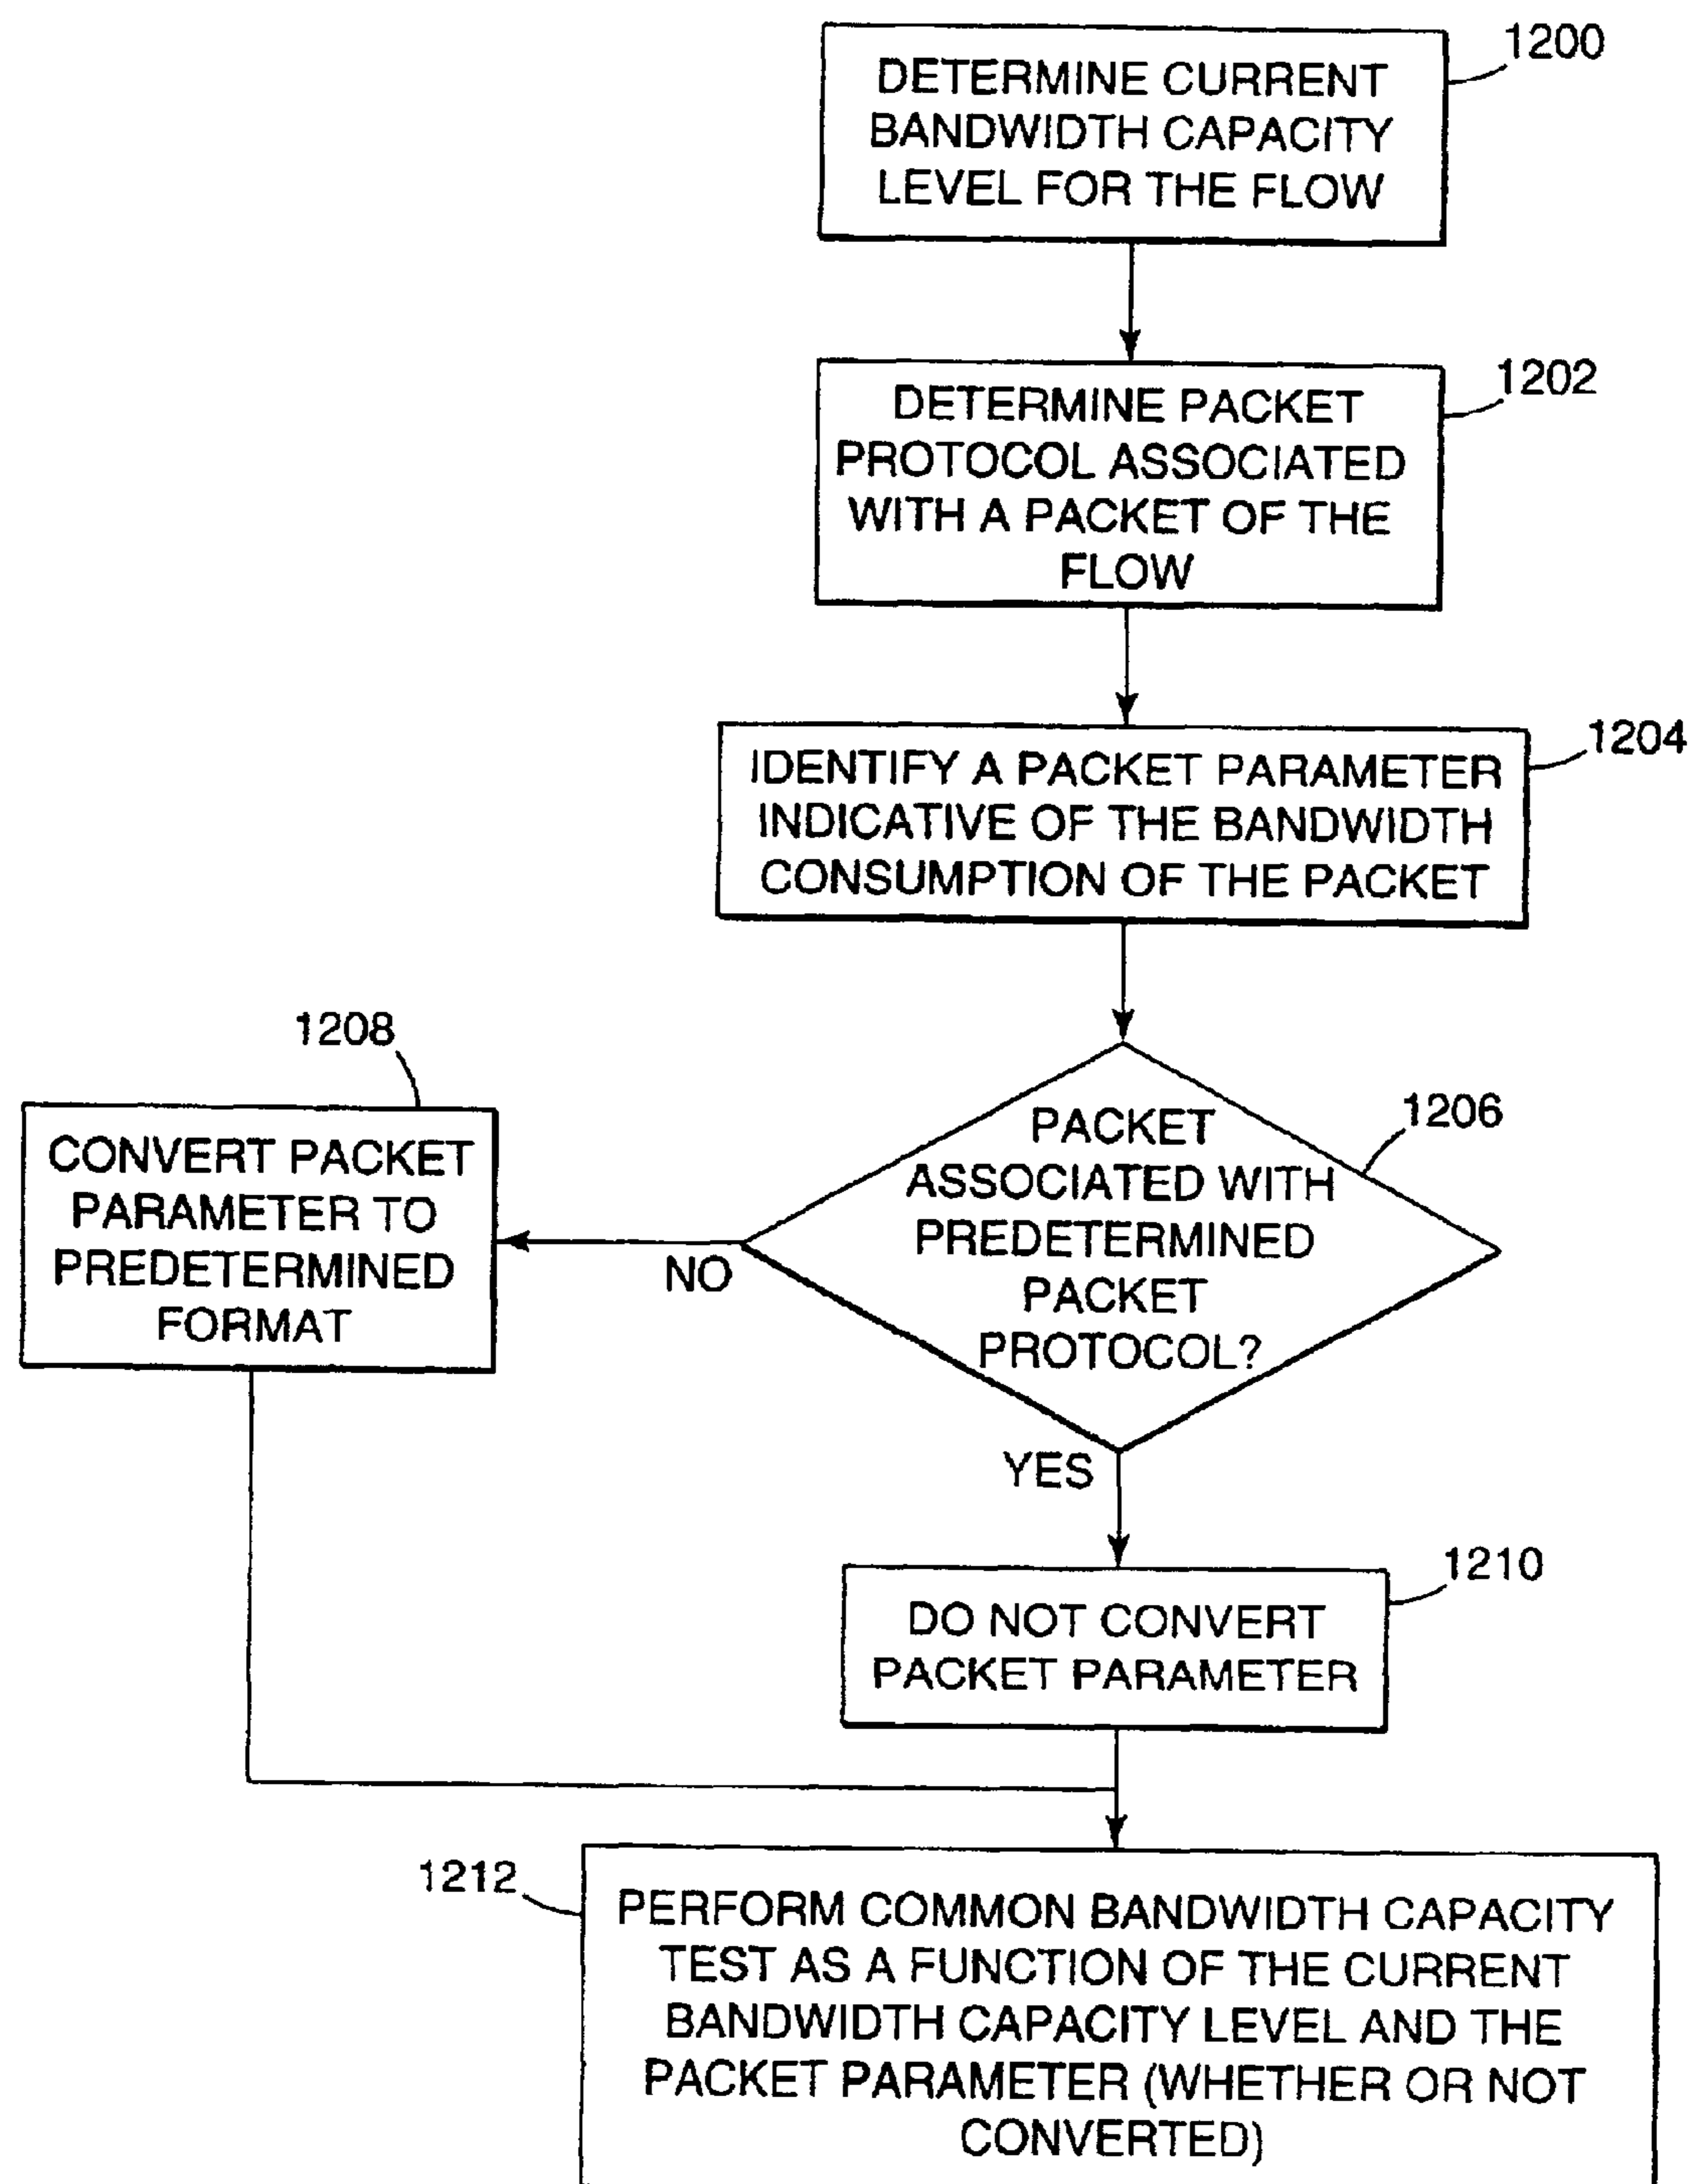 1200
DETERMINE CURRENT
BANDWIDTH CAPACITY
LEVEL FOR THE FLOW
1202
DETERMINE PACKET
PROTOCOL ASSOCIATED
WITH A PACKET OF THE
FLOW
1204
IDENTIFY A PACKET PARAMETER
INDICATIVE OF THE BANDWIDTH
CONSUMPTION OF THE PACKET
1206
PACKET
ASSOCIATED WITH
PREDETERMINED
PACKET
PROTOCOL?
NO
1208
CONVERT PACKET
PARAMETER TO
PREDETERMINED
FORMAT
YES
1210
DO NOT CONVERT
PACKET PARAMETER
1212
PERFORM COMMON BANDWIDTH CAPACITY
TEST AS A FUNCTION OF THE CURRENT
BANDWIDTH CAPACITY LEVEL AND THE
PACKET PARAMETER (WHETHER OR NOT
CONVERTED)